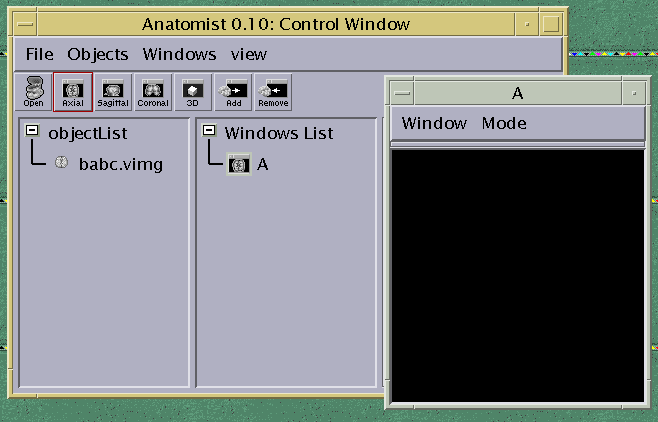 Anatomist 0.10: Control Window
File Objects Windows view
Open Axial Sagittal Coronal 3D Add Remove
objectList
babc.vimg
Windows List
A
A
Window Mode